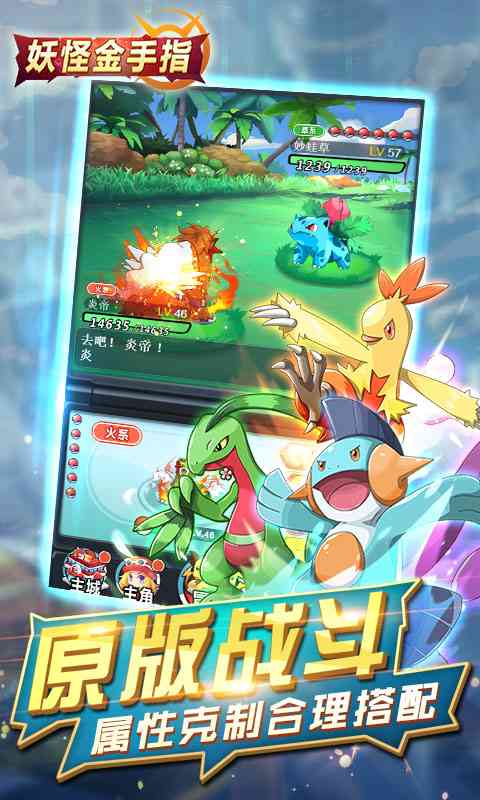 妖怪金手指
草系
妙蛙草 LV 57
1239/1239
火系
炎帝: LV 46
14635/14635
去吧！炎帝！
炎
火系
LV.46
主城 主角
原版战斗
属性克制合理搭配